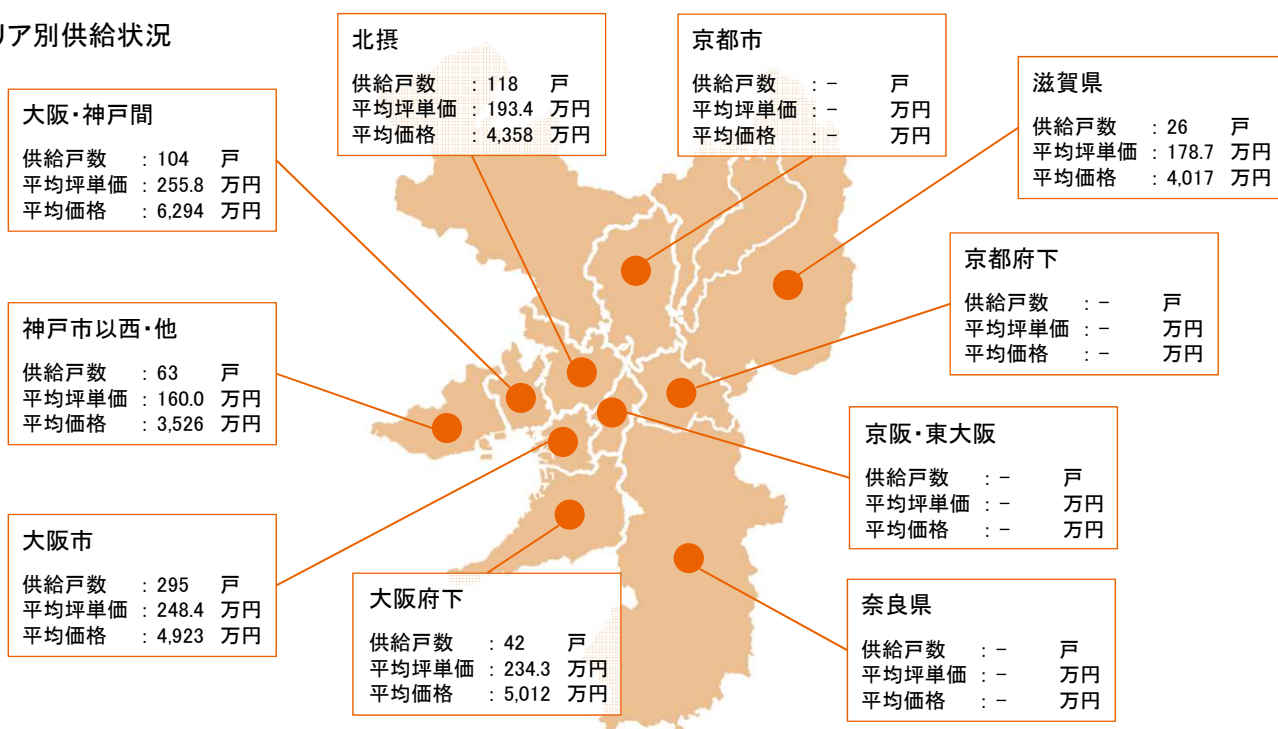 リア別供給状況
北摂
供給戸数 : 118 戸
平均坪単価 : 193.4 万円
平均価格 : 4,358 万円
京都市
供給戸数 : - 戸
平均坪単価 : - 万円
平均価格 : - 万円
滋賀県
供給戸数 : 26 戸
平均坪単価 : 178.7 万円
平均価格 : 4,017 万円
大阪・神戸間
供給戸数 : 104 戸
平均坪単価 : 255.8 万円
平均価格 : 6,294 万円
京都府下
供給戸数 : - 戸
平均坪単価 : - 万円
平均価格 : - 万円
神戸市以西・他
供給戸数 : 63 戸
平均坪単価 : 160.0 万円
平均価格 : 3,526 万円
京阪・東大阪
供給戸数 : - 戸
平均坪単価 : - 万円
平均価格 : - 万円
大阪市
供給戸数 : 295 戸
平均坪単価 : 248.4 万円
平均価格 : 4,923 万円
大阪府下
供給戸数 : 42 戸
平均坪単価 : 234.3 万円
平均価格 : 5,012 万円
奈良県
供給戸数 : - 戸
平均坪単価 : - 万円
平均価格 : - 万円